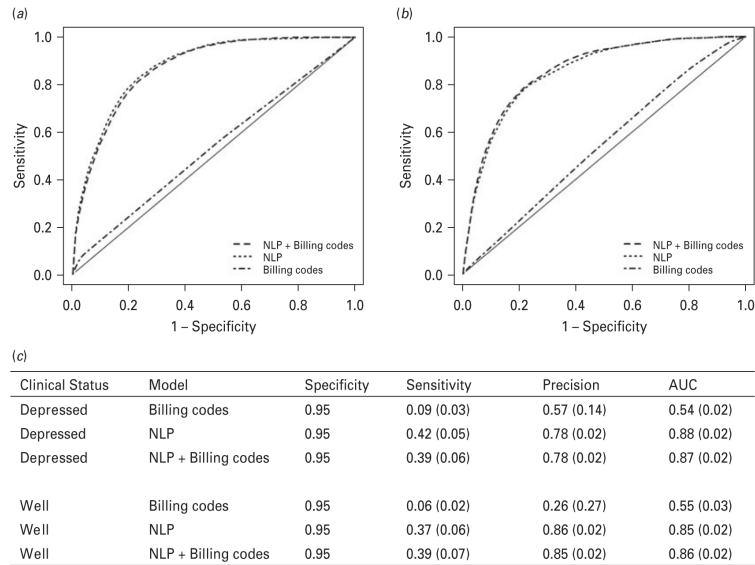 (a)
1.0
0.8
0.6
0.4
0.2
0.0
Sensitivity
NLP + Billing codes
NLP
Billing codes
0.0 0.2 0.4 0.6 0.8 1.0
1 – Specificity
(b)
1.0
0.8
0.6
0.4
0.2
0.0
Sensitivity
NLP + Billing codes
NLP
Billing codes
0.0 0.2 0.4 0.6 0.8 1.0
1 – Specificity
(c)
Clinical Status Model Specificity Sensitivity Precision AUC
Depressed Billing codes 0.95 0.09 (0.03) 0.57 (0.14) 0.54 (0.02)
Depressed NLP 0.95 0.42 (0.05) 0.78 (0.02) 0.88 (0.02)
Depressed NLP + Billing codes 0.95 0.39 (0.06) 0.78 (0.02) 0.87 (0.02)
Well Billing codes 0.95 0.06 (0.02) 0.26 (0.27) 0.55 (0.03)
Well NLP 0.95 0.37 (0.06) 0.86 (0.02) 0.85 (0.02)
Well NLP + Billing codes 0.95 0.39 (0.07) 0.85 (0.02) 0.86 (0.02)